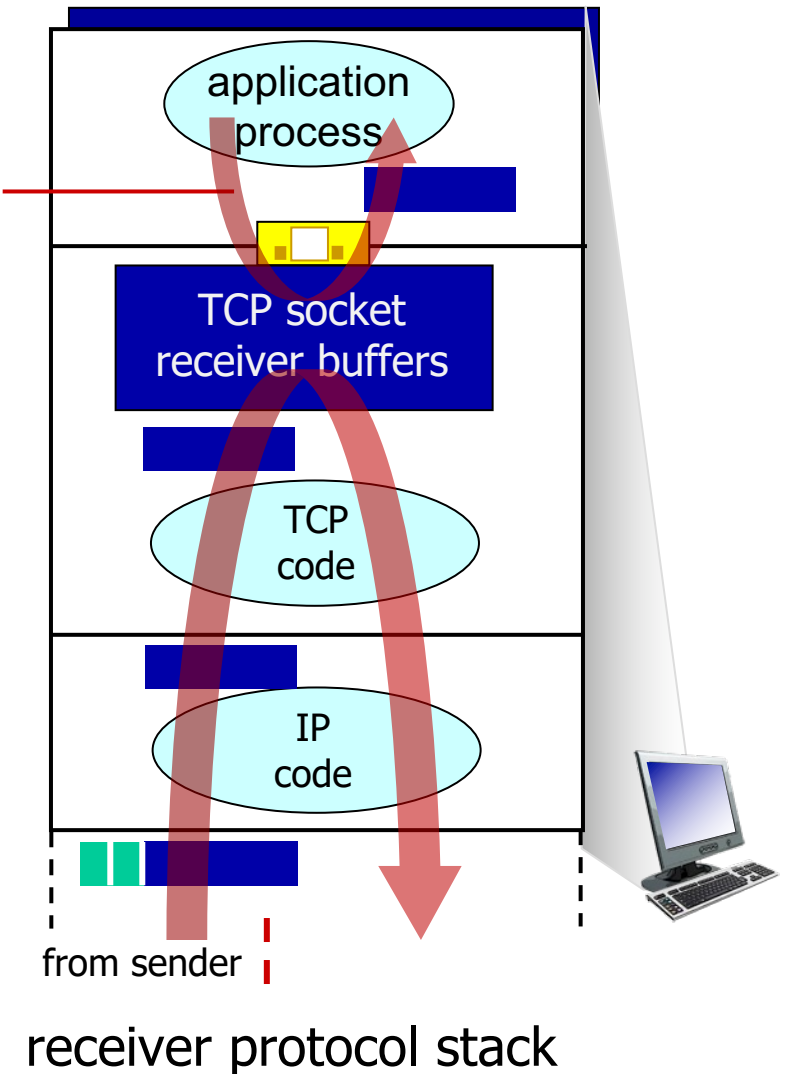 application
process
TCP socket
receiver buffers
TCP
code
IP
code
from sender
receiver protocol stack